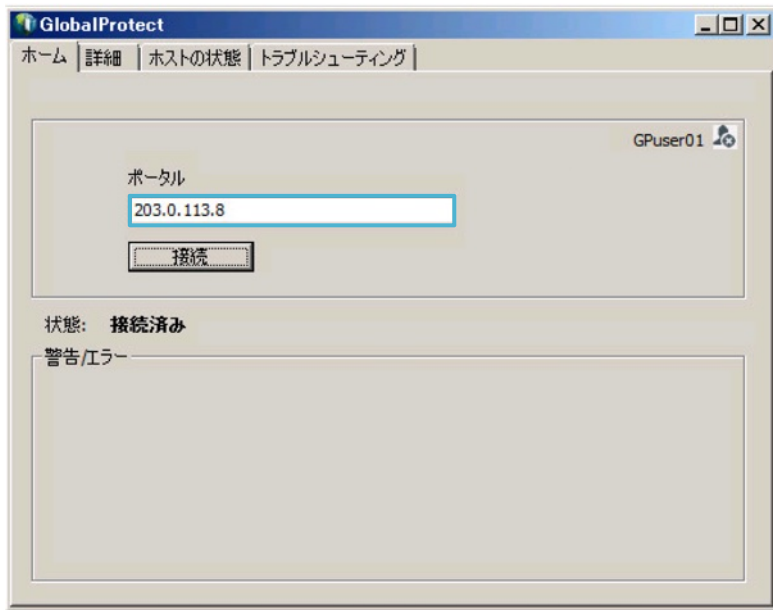 GlobalProtect
ホーム 詳細 ホストの状態 トラブルシューティング
GPuser01
ポータル
203.0.113.8
接続
状態: 接続済み
警告/エラー